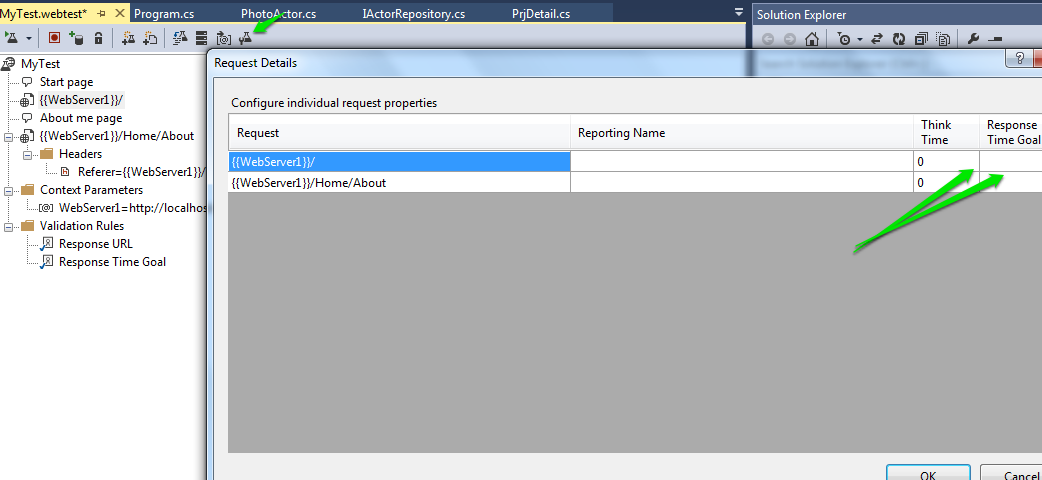 MyTest.webtest*
Program.cs
PhotoActor.cs
IActorRepository.cs
PrjDetail.cs
Solution Explorer
MyTest
Start page
{{WebServer1}}/
About me page
{{WebServer1}}/Home/About
Headers
Referer={{WebServer1}}/
Context Parameters
WebServer1=http://localhos
Validation Rules
Response URL
Response Time Goal
Request Details
?
Configure individual request properties
Request
Reporting Name
Think
Time
Response
Time Goal
{{WebServer1}}/
0
{{WebServer1}}/Home/About
0
OK
Cancel